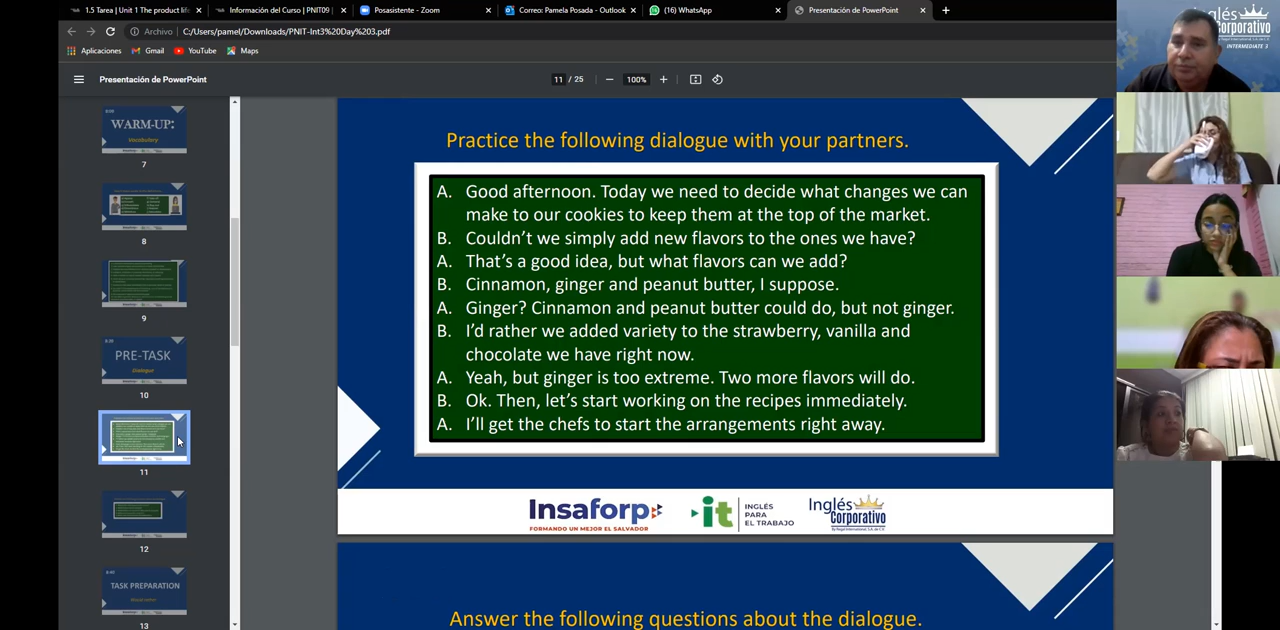 1.5 Tarea | Unit 1 The product life
Información del Curso | PNIT09 |
Posasistente - Zoom
Correo: Pamela Posada - Outlook
(16) WhatsApp
Presentación de PowerPoint
Archivo | C:/Users/pamel/Downloads/PNIT-Int3%20Day%203.pdf
Aplicaciones Gmail YouTube Maps
Presentación de PowerPoint
11 / 25 100%
WARM-UP:
Vocabulary
7
8
9
PRE-TASK
Dialogue
10
11
12
TASK PREPARATION
13
Practice the following dialogue with your partners.
A. Good afternoon. Today we need to decide what changes we can
make to our cookies to keep them at the top of the market.
B. Couldn't we simply add new flavors to the ones we have?
A. That's a good idea, but what flavors can we add?
B. Cinnamon, ginger and peanut butter, I suppose.
A. Ginger? Cinnamon and peanut butter could do, but not ginger.
B. I'd rather we added variety to the strawberry, vanilla and
chocolate we have right now.
A. Yeah, but ginger is too extreme. Two more flavors will do.
B. Ok. Then, let's start working on the recipes immediately.
A. I'll get the chefs to start the arrangements right away.
Insaforp
FORMANDO UN MEJOR EL SALVADOR
it
INGLÉS
PARA
EL TRABAJO
Inglés
Corporativo
Answer the following questions about the dialogue.
Inglés
Corporativo
INTERMEDIATE 3